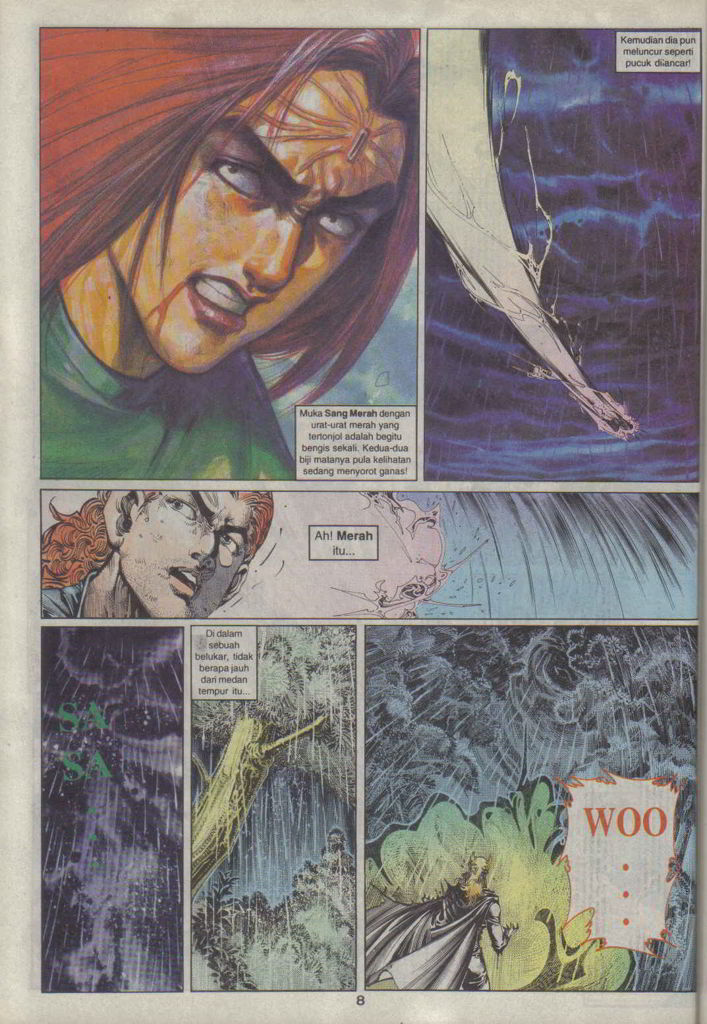 Muka Sang Merah dengan
urat-urat merah yang
tertonjol adalah begitu
bengis sekali. Kedua-dua
biji matanya pula kelihatan
sedang menyorot ganas!
Kemudian dia pun
meluncur seperti
pucuk dilancar!
Ah! Merah
itu...
SA
SA
...
Di dalam
sebuah
belukar, tidak
berapa jauh
dari medan
tempur itu...
WOO
...
8